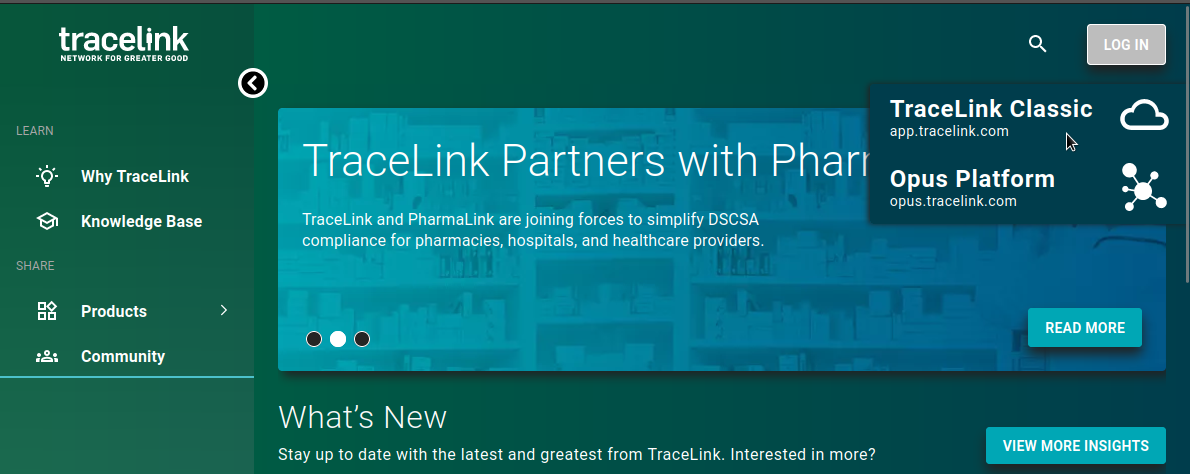 tracelink
NETWORK FOR GREATER GOOD
LOG IN
TraceLink Classic
app.tracelink.com
Opus Platform
opus.tracelink.com
LEARN
Why TraceLink
Knowledge Base
SHARE
Products
Community
TraceLink Partners with Phar
TraceLink and PharmaLink are joining forces to simplify DSCSA
compliance for pharmacies, hospitals, and healthcare providers.
READ MORE
What's New
Stay up to date with the latest and greatest from TraceLink. Interested in more?
VIEW MORE INSIGHTS